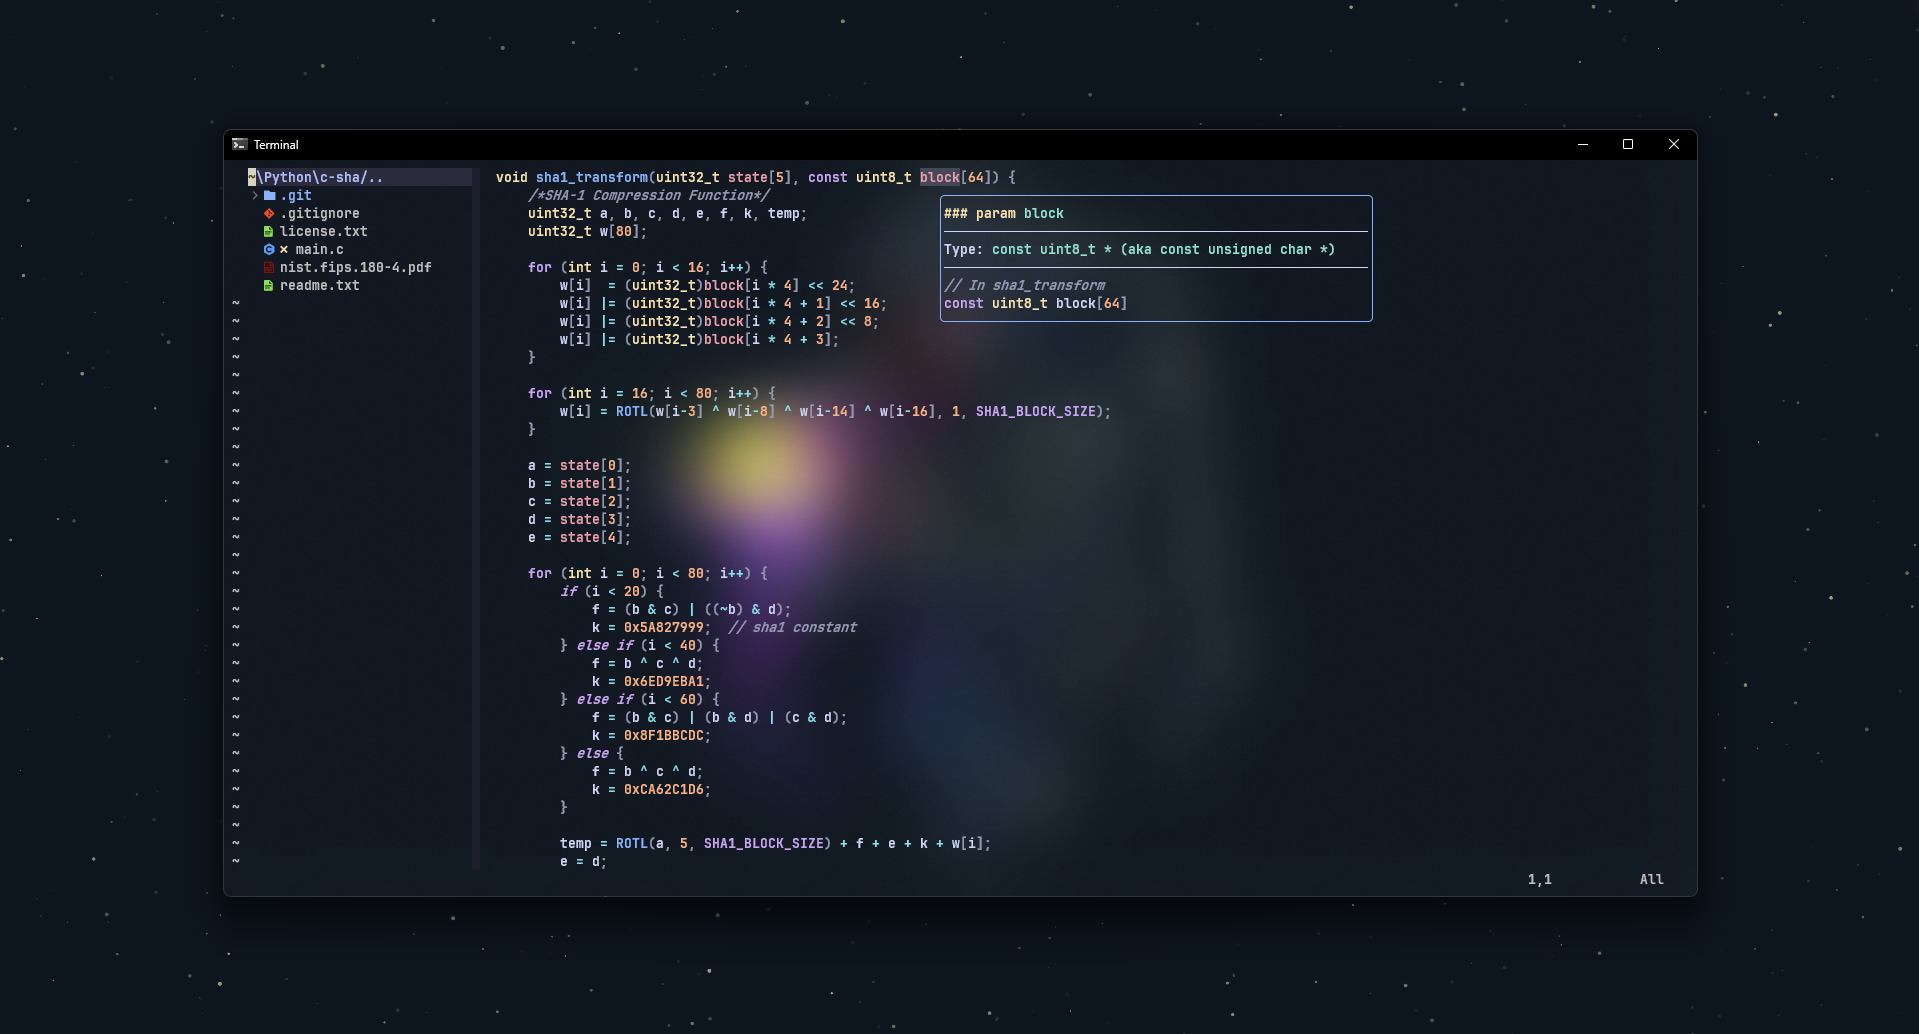 Terminal
~\Python\c-sha/..
.git
.gitignore
license.txt
main.c
nist.fips.180-4.pdf
readme.txt
void sha1_transform(uint32_t state[5], const uint8_t block[64]) {
/*SHA-1 Compression Function*/
uint32_t a, b, c, d, e, f, k, temp;
uint32_t w[80];
for (int i = 0; i < 16; i++) {
w[i]  = (uint32_t)block[i * 4] << 24;
w[i] |= (uint32_t)block[i * 4 + 1] << 16;
w[i] |= (uint32_t)block[i * 4 + 2] << 8;
w[i] |= (uint32_t)block[i * 4 + 3];
}
for (int i = 16; i < 80; i++) {
w[i] = ROTL(w[i-3] ^ w[i-8] ^ w[i-14] ^ w[i-16], 1, SHA1_BLOCK_SIZE);
}
a = state[0];
b = state[1];
c = state[2];
d = state[3];
e = state[4];
for (int i = 0; i < 80; i++) {
if (i < 20) {
f = (b & c) | ((~b) & d);
k = 0x5A827999;  // sha1 constant
} else if (i < 40) {
f = b ^ c ^ d;
k = 0x6ED9EBA1;
} else if (i < 60) {
f = (b & c) | (b & d) | (c & d);
k = 0x8F1BBCDC;
} else {
f = b ^ c ^ d;
k = 0xCA62C1D6;
}
temp = ROTL(a, 5, SHA1_BLOCK_SIZE) + f + e + k + w[i];
e = d;
### param block
Type: const uint8_t * (aka const unsigned char *)
// In sha1_transform
const uint8_t block[64]
1,1 All